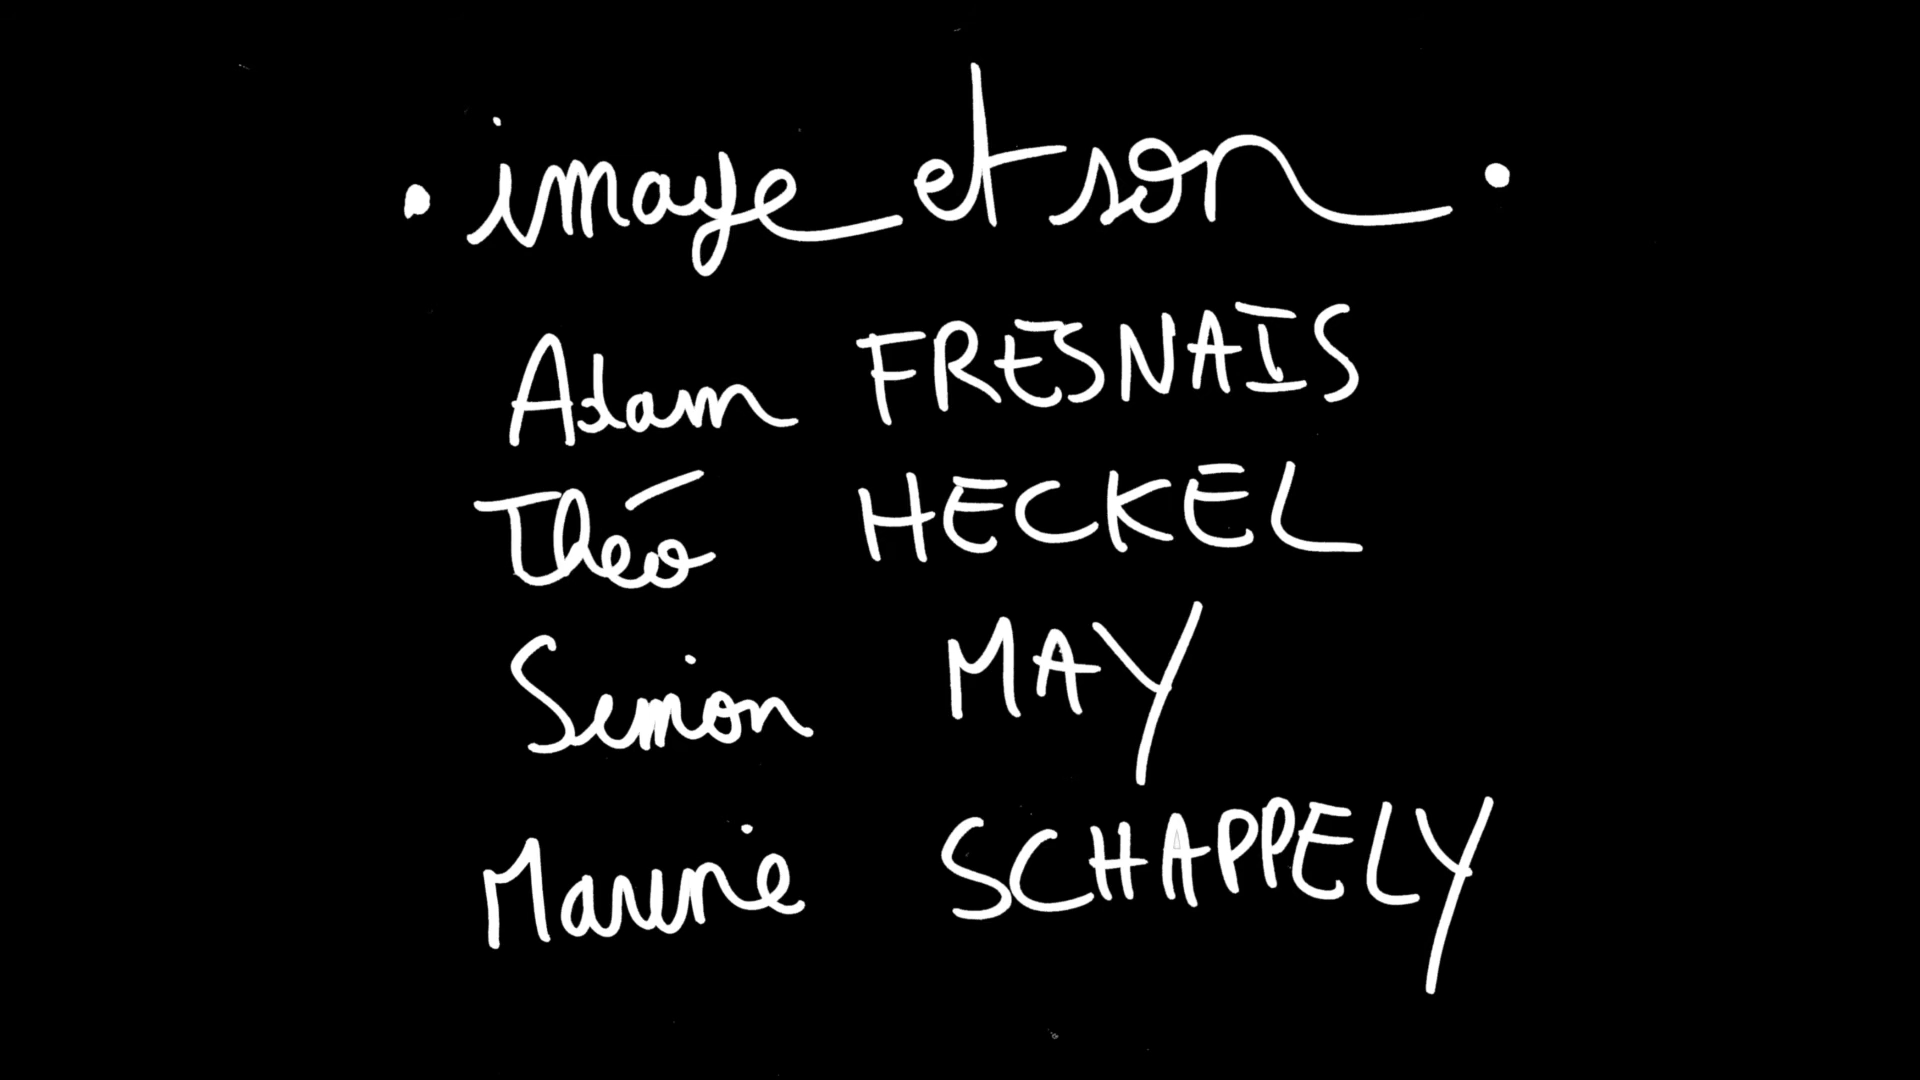 • image et son •
Adam FRESNAIS
Théo HECKEL
Simon MAY
Marine SCHAPPELY